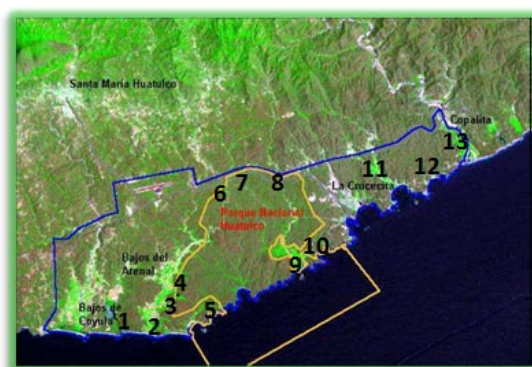 Santa María Huatulco
Copalita
13
12
11
La Crucecita
6
7
8
Parque Nacional
Huatulco
Bajos del
Arenal
10
9
4
3
5
Bajos de
Coyula
1
2